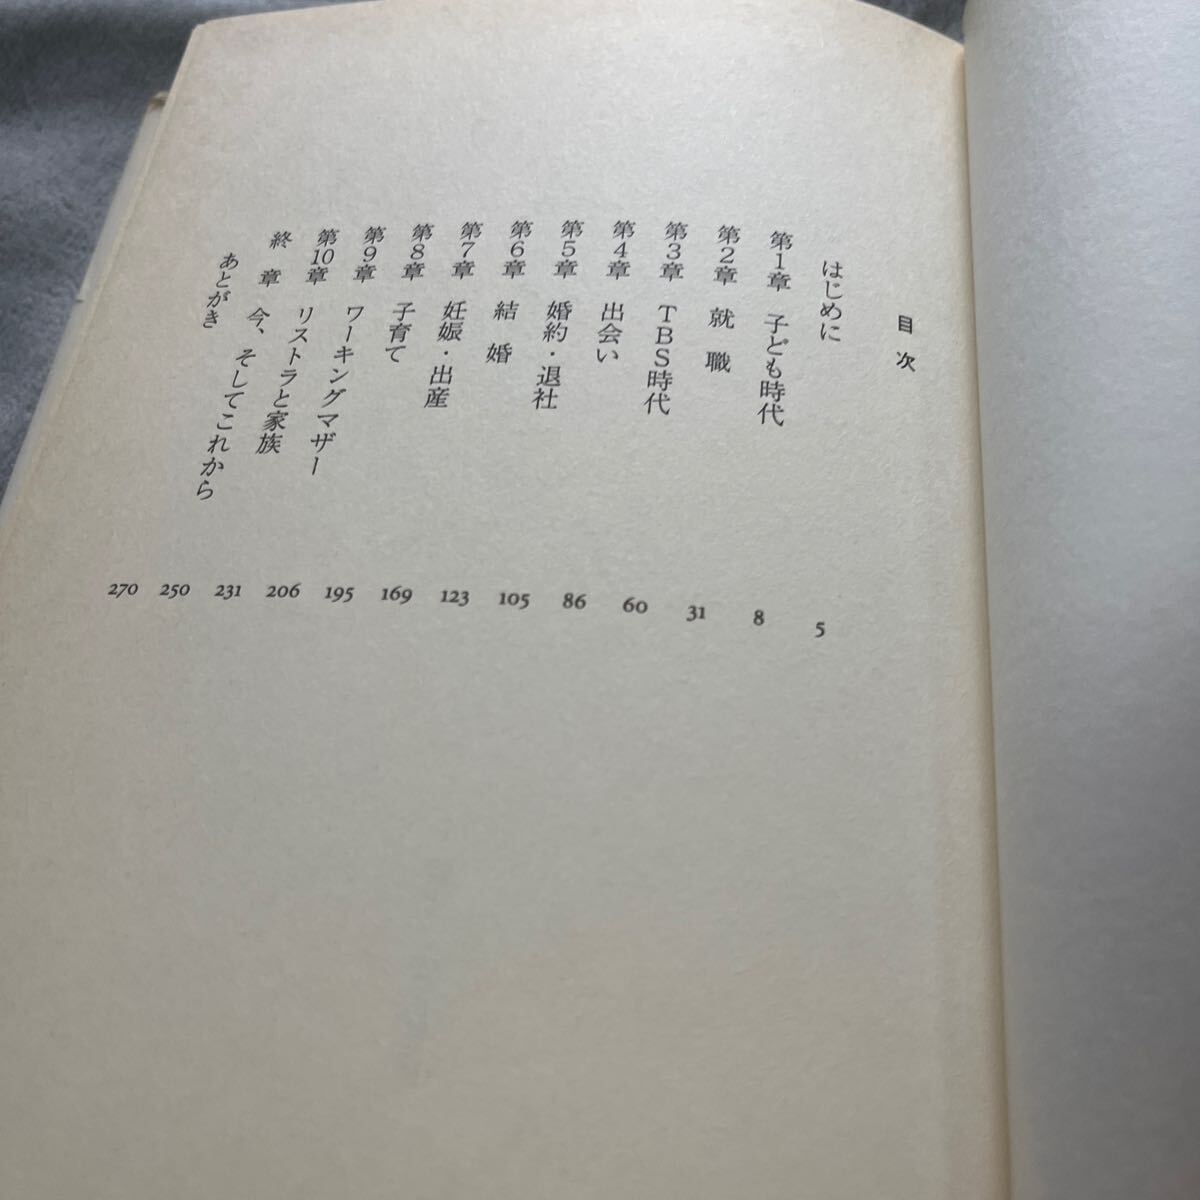 目次
はじめに 5
第1章 子ども時代 8
第2章 就職 31
第3章 TBS時代 60
第4章 出会い 86
第5章 婚約・退社 105
第6章 結婚 123
第7章 妊娠・出産 169
第8章 子育て 195
第9章 ワーキングマザー 206
第10章 リストラと家族 231
終章 今、そしてこれから 250
あとがき 270